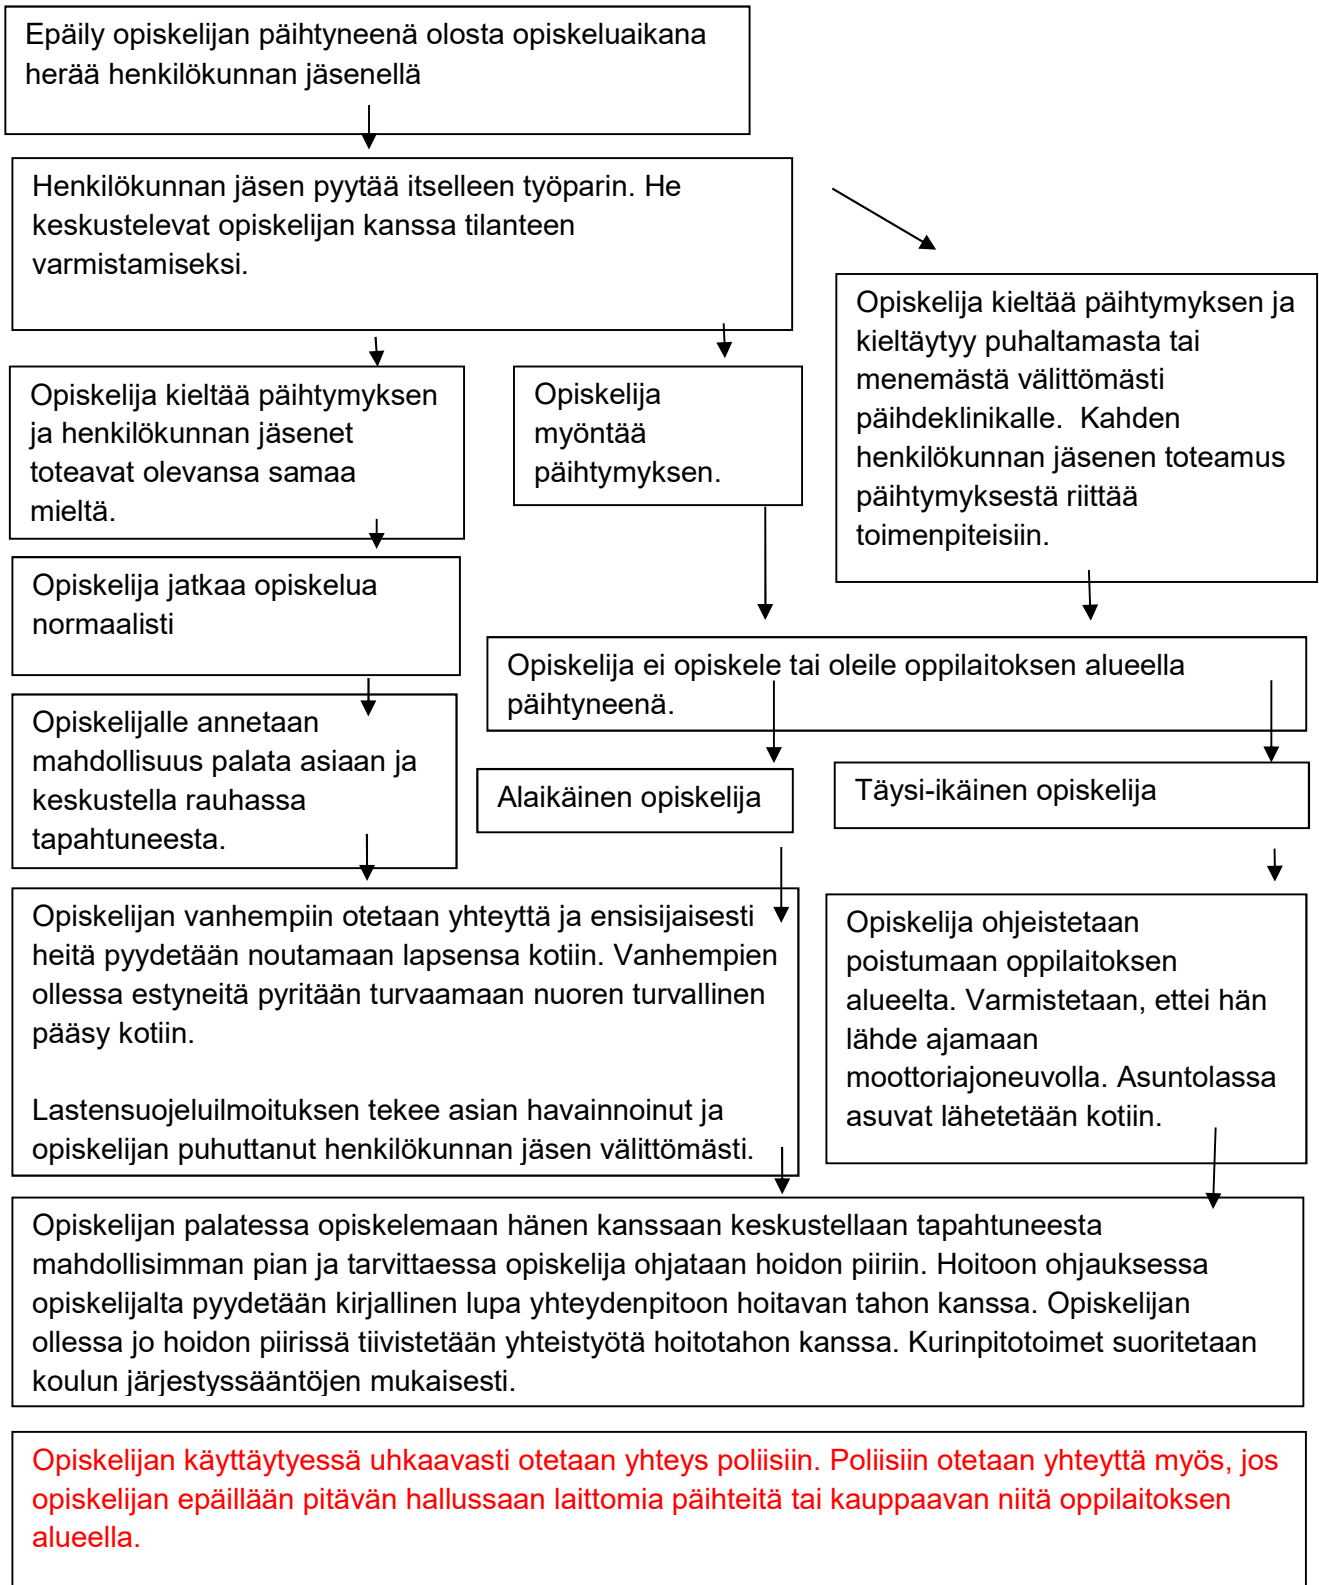 Epäily opiskelijan päihtyneenä olosta opiskeluaikana
herää henkilökunnan jäsenellä
Henkilökunnan jäsen pyytää itselleen työparin. He
keskustelevat opiskelijan kanssa tilanteen
varmistamiseksi.
Opiskelija kieltää päihtymyksen ja
kieltäytyy puhaltamasta tai
menemästä välittömästi
päihdeklinikalle.  Kahden
henkilökunnan jäsenen toteamus
päihtymyksestä riittää
toimenpiteisiin.
Opiskelija kieltää päihtymyksen
ja henkilökunnan jäsenet
toteavat olevansa samaa
mieltä.
Opiskelija
myöntää
päihtymyksen.
Opiskelija jatkaa opiskelua
normaalisti
Opiskelija ei opiskele tai oleile oppilaitoksen alueella
päihtyneenä.
Opiskelijalle annetaan
mahdollisuus palata asiaan ja
keskustella rauhassa
tapahtuneesta.
Alaikäinen opiskelija
Täysi-ikäinen opiskelija
Opiskelijan vanhempiin otetaan yhteyttä ja ensisijaisesti
heitä pyydetään noutamaan lapsensa kotiin. Vanhempien
ollessa estyneitä pyritään turvaamaan nuoren turvallinen
pääsy kotiin.
Lastensuojeluilmoituksen tekee asian havainnoinut ja
opiskelijan puhuttanut henkilökunnan jäsen välittömästi.
Opiskelija ohjeistetaan
poistumaan oppilaitoksen
alueelta. Varmistetaan, ettei hän
lähde ajamaan
moottoriajoneuvolla. Asuntolassa
asuvat lähetetään kotiin.
Opiskelijan palatessa opiskelemaan hänen kanssaan keskustellaan tapahtuneesta
mahdollisimman pian ja tarvittaessa opiskelija ohjataan hoidon piiriin. Hoitoon ohjauksessa
opiskelijalta pyydetään kirjallinen lupa yhteydenpitoon hoitavan tahon kanssa. Opiskelijan
ollessa jo hoidon piirissä tiivistetään yhteistyötä hoitotahon kanssa. Kurinpitotoimet suoritetaan
koulun järjestyssääntöjen mukaisesti.
Opiskelijan käyttäytyessä uhkaavasti otetaan yhteys poliisiin. Poliisiin otetaan yhteyttä myös, jos
opiskelijan epäillään pitävän hallussaan laittomia päihteitä tai kauppaavan niitä oppilaitoksen
alueella.